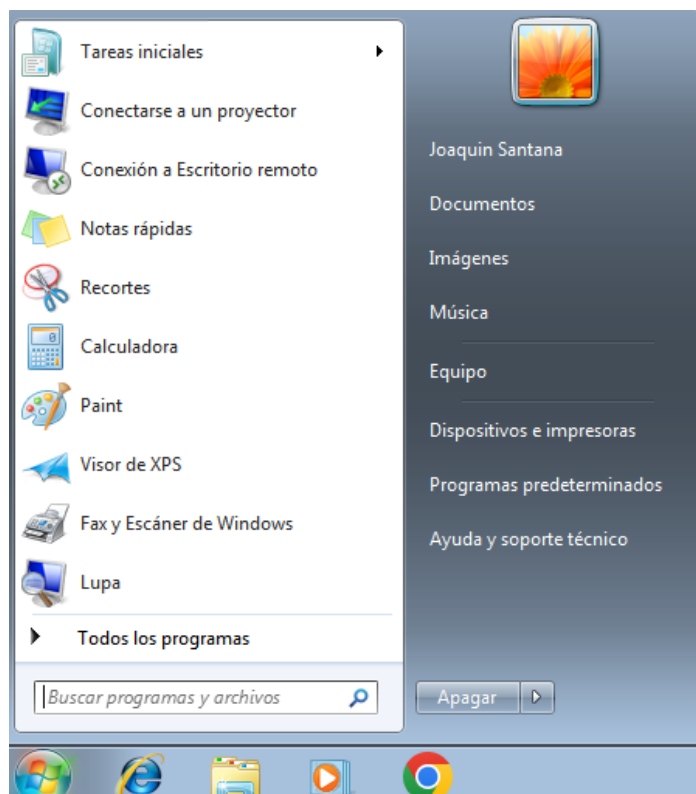 Tareas iniciales
Conectarse a un proyector
Conexión a Escritorio remoto
Notas rápidas
Recortes
Calculadora
Paint
Visor de XPS
Fax y Escáner de Windows
Lupa
Todos los programas
Buscar programas y archivos
Joaquin Santana
Documentos
Imágenes
Música
Equipo
Dispositivos e impresoras
Programas predeterminados
Ayuda y soporte técnico
Apagar